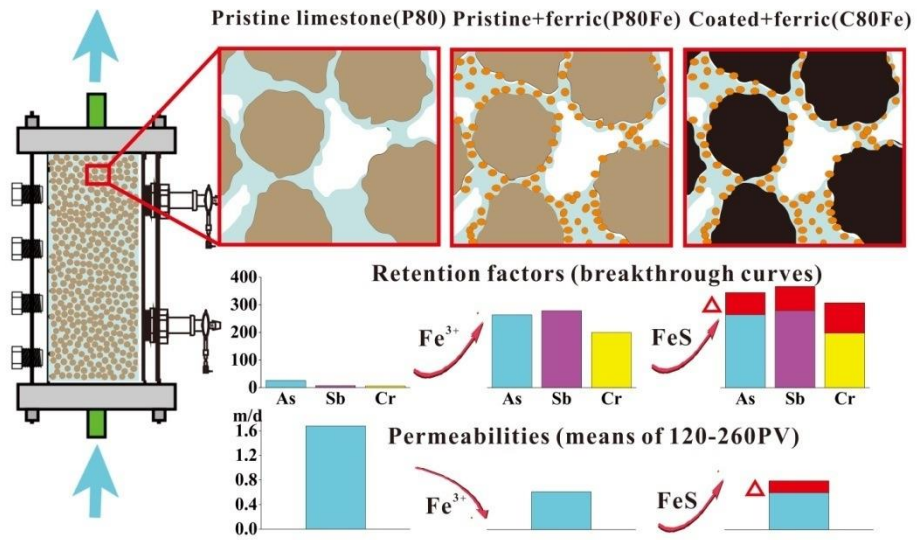 Pristine limestone(P80) Pristine+ferric(P80Fe) Coated+ferric(C80Fe)
Retention factors (breakthrough curves)
400
300
200
100
0
Fe³⁺
FeS
Δ
As Sb Cr
As Sb Cr
As Sb Cr
m/d
Permeabilities (means of 120-260PV)
1.6
1.2
0.8
0.4
0.0
Fe³⁺
FeS
Δ